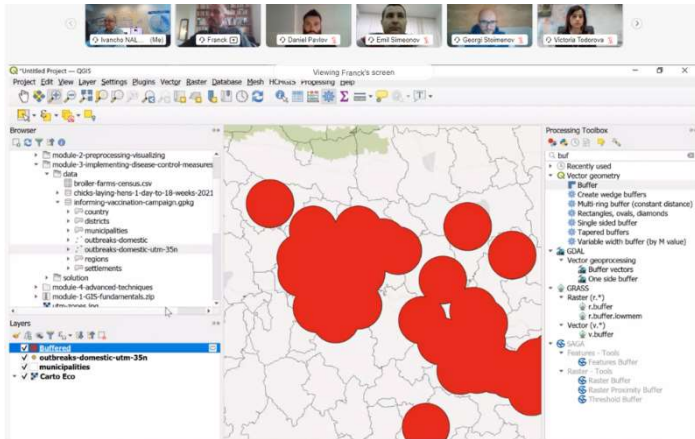 Ivancho NAL... (Me)
Franck
Daniel Pavlov
Emil Simeonov
Georgi Stoimenov
Victoria Todorova
Viewing Franck's screen
*Untitled Project — QGIS
Project Edit View Layer Settings Plugins Vector Raster Database Mesh HCMGIS Processing Help
Browser
module-2-preprocessing-visualizing
module-3-implementing-disease-control-measures
data
broiler-farms-census.csv
chicks-laying-hens-1-day-to-18-weeks-2021
informing-vaccination-campaign.gpkg
country
districts
municipalities
outbreaks-domestic
outbreaks-domestic-utm-35n
regions
settlements
solution
module-4-advanced-techniques
module-1-GIS-fundamentals.zip
Layers
Buffered
outbreaks-domestic-utm-35n
municipalities
Carto Eco
Processing Toolbox
buf
Recently used
Vector geometry
Buffer
Create wedge buffers
Multi-ring buffer (constant distance)
Rectangles, ovals, diamonds
Single sided buffer
Tapered buffers
Variable width buffer (by M value)
GDAL
Vector geoprocessing
Buffer vectors
One side buffer
GRASS
Raster (r.*)
r.buffer
r.buffer.lowmem
Vector (v.*)
v.buffer
SAGA
Features - Tools
Features Buffer
Raster - Tools
Raster Buffer
Raster Proximity Buffer
Threshold Buffer